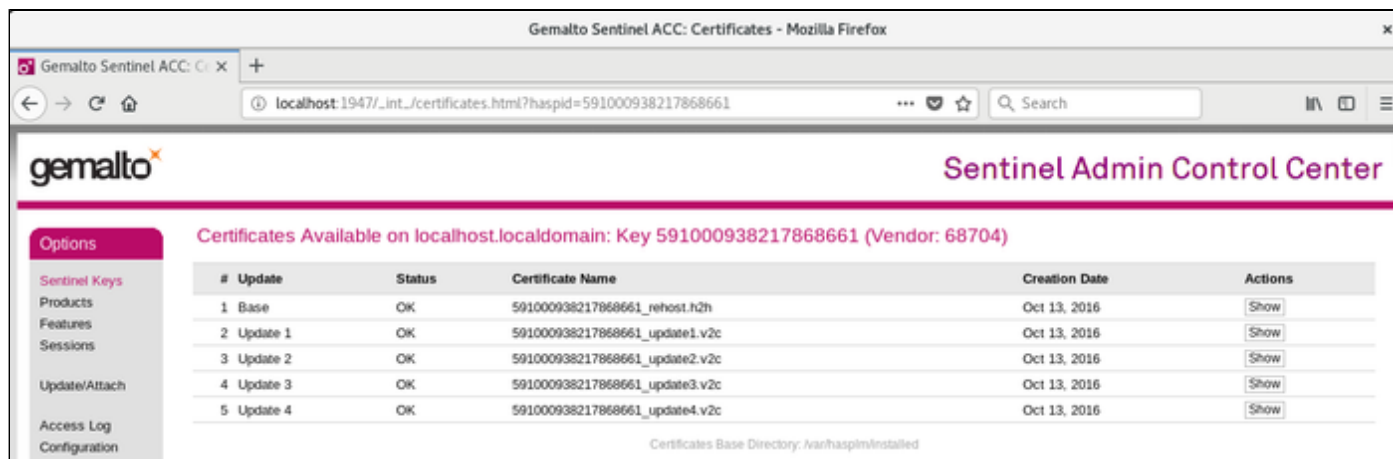 Gemalto Sentinel ACC: Certificates - Mozilla Firefox
Gemalto Sentinel ACC: Ce
localhost:1947/_int_/certificates.html?haspid=591000938217868661
Search
gemalto
Sentinel Admin Control Center
Options
Sentinel Keys
Products
Features
Sessions
Update/Attach
Access Log
Configuration
Certificates Available on localhost.localdomain: Key 591000938217868661 (Vendor: 68704)
# Update Status Certificate Name Creation Date Actions
1 Base OK 591000938217868661_rehost.h2h Oct 13, 2016 Show
2 Update 1 OK 591000938217868661_update1.v2c Oct 13, 2016 Show
3 Update 2 OK 591000938217868661_update2.v2c Oct 13, 2016 Show
4 Update 3 OK 591000938217868661_update3.v2c Oct 13, 2016 Show
5 Update 4 OK 591000938217868661_update4.v2c Oct 13, 2016 Show
Certificates Base Directory: /var/hasplm/installed